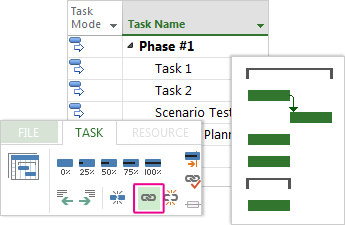 Task
Mode
Task Name
Phase #1
Task 1
Task 2
Scenario Test
Plann
FILE
TASK
RESOURCE
0%
25%
50%
75%
100%